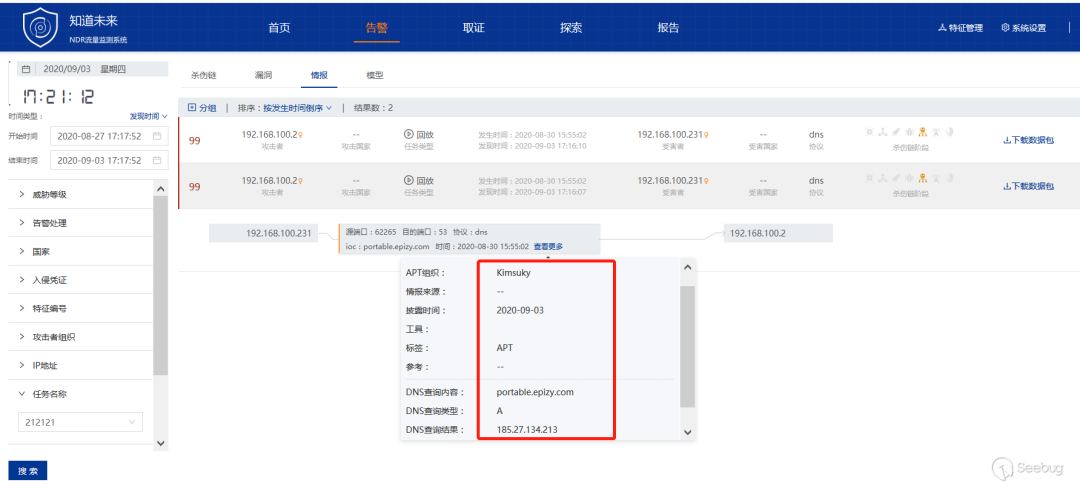 知道未来
NDR流量监测系统
首页
告警
取证
探索
报告
特征管理
系统设置
2020/09/03 星期四
17:21:12
时间类型：
发现时间
开始时间
2020-08-27 17:17:52
结束时间
2020-09-03 17:17:52
威胁等级
告警处理
国家
入侵凭证
特征编号
攻击者组织
IP地址
任务名称
212121
搜 索
杀伤链
漏洞
情报
模型
分组 | 排序：按发生时间倒序 | 结果数：2
99
192.168.100.2
攻击者
--
攻击国家
回放
任务类型
发生时间：2020-08-30 15:55:02
发现时间：2020-09-03 17:16:10
192.168.100.231
受害者
--
受害国家
dns
协议
杀伤链阶段
下载数据包
99
192.168.100.2
攻击者
--
攻击国家
回放
任务类型
发生时间：2020-08-30 15:55:02
发现时间：2020-09-03 17:16:07
192.168.100.231
受害者
--
受害国家
dns
协议
杀伤链阶段
下载数据包
192.168.100.231
源端口：62265 目的端口：53 协议：dns
ioc：portable.epizy.com 时间：2020-08-30 15:55:02 查看更多
192.168.100.2
APT组织： Kimsuky
情报来源： --
披露时间： 2020-09-03
工具：
标签： APT
参考： --
DNS查询内容： portable.epizy.com
DNS查询类型： A
DNS查询结果： 185.27.134.213
Seebug